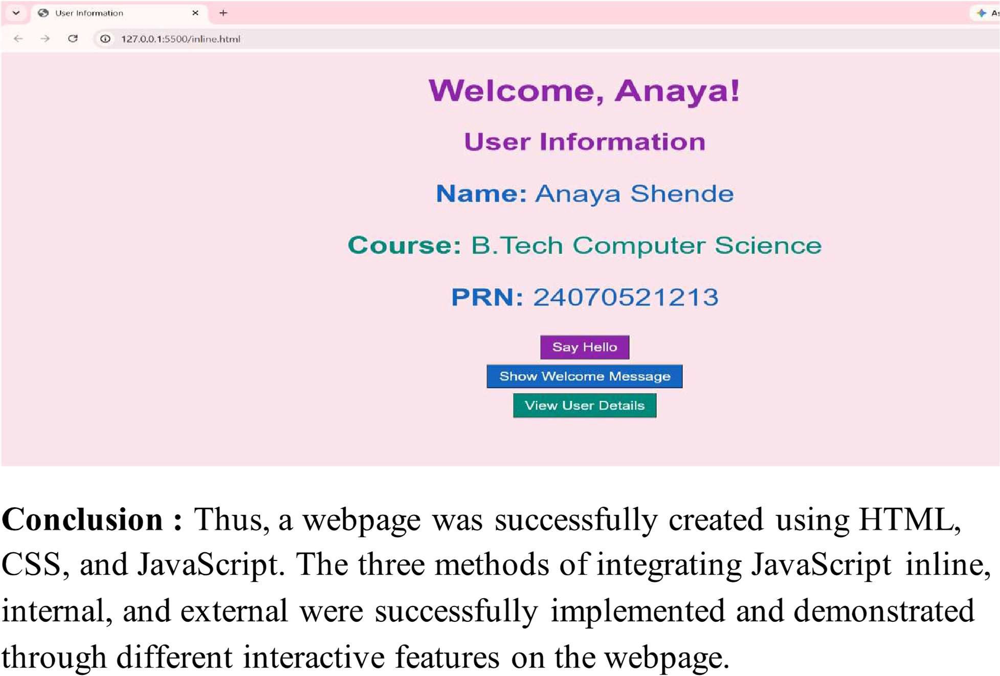 User Information
As
127.0.0.1:5500/inline.html
Welcome, Anaya!
User Information
Name: Anaya Shende
Course: B.Tech Computer Science
PRN: 24070521213
Say Hello
Show Welcome Message
View User Details
Conclusion : Thus, a webpage was successfully created using HTML,
CSS, and JavaScript. The three methods of integrating JavaScript inline,
internal, and external were successfully implemented and demonstrated
through different interactive features on the webpage.